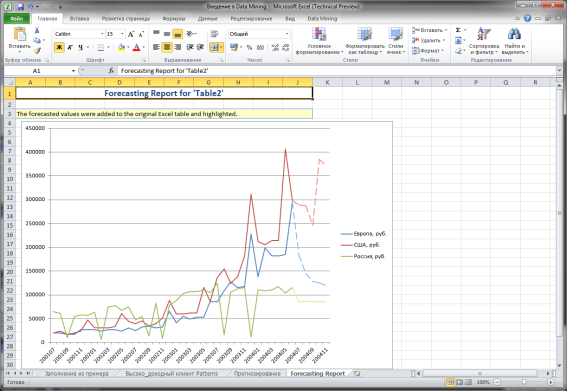 Введение в Data Mining - Microsoft Excel (Technical Preview)
Файл Главная Вставка Разметка страницы Формулы Данные Рецензирование Вид Data Mining
Вставить Calibri 15 Общий Условное форматирование Форматировать как таблицу Стили ячеек Вставить Удалить Формат Сортировка и фильтр Найти и выделить
Буфер обмена Шрифт Выравнивание Число Стили Ячейки Редактирование
A1 fx Forecasting Report for 'Table2'
A B C D E F G H I J K L M N O P Q R
1 Forecasting Report for 'Table2'
2
3 The forecasted values were added to the original Excel table and highlighted.
4
5
6
7
8
9
10
11
12
13
14
15
16
17
18
19
20
21
22
23
24
25
26
27
28
29
30
450000
400000
350000
300000
250000
200000
150000
100000
50000
0
Европа, руб.
США, руб.
Россия, руб.
200107 200109 200111 200201 200203 200205 200207 200209 200211 200301 200303 200305 200307 200309 200311 200401 200403 200405 200407 200409 200411
Заполнение из примера Высоко_доходный клиент Patterns Прогнозирование Forecasting Report
Готово 100%